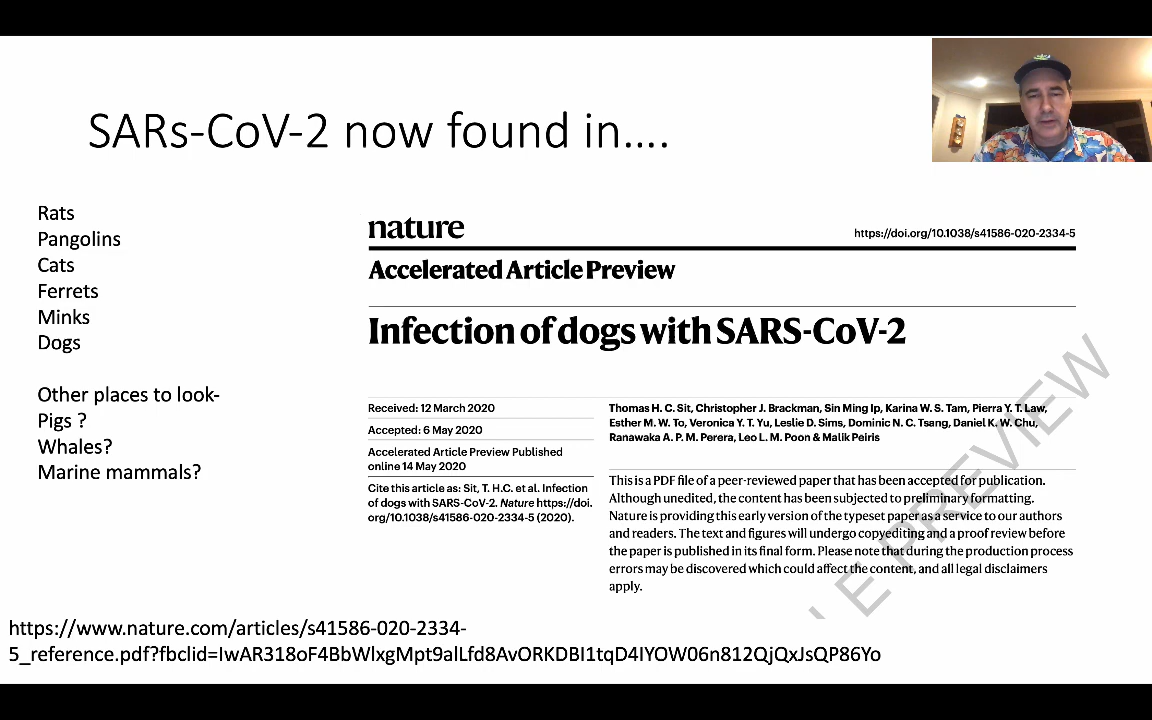 SARs-CoV-2 now found in….
Rats
Pangolins
Cats
Ferrets
Minks
Dogs
Other places to look-
Pigs ?
Whales?
Marine mammals?
nature
https://doi.org/10.1038/s41586-020-2334-5
Accelerated Article Preview
Infection of dogs with SARS-CoV-2
Received: 12 March 2020
Accepted: 6 May 2020
Accelerated Article Preview Published
online 14 May 2020
Cite this article as: Sit, T. H.C. et al. Infection
of dogs with SARS-CoV-2. Nature https://doi.
org/10.1038/s41586-020-2334-5 (2020).
Thomas H. C. Sit, Christopher J. Brackman, Sin Ming Ip, Karina W. S. Tam, Pierra Y. T. Law,
Esther M. W. To, Veronica Y. T. Yu, Leslie D. Sims, Dominic N. C. Tsang, Daniel K. W. Chu,
Ranawaka A. P. M. Perera, Leo L. M. Poon & Malik Peiris
This is a PDF file of a peer-reviewed paper that has been accepted for publication.
Although unedited, the content has been subjected to preliminary formatting.
Nature is providing this early version of the typeset paper as a service to our authors
and readers. The text and figures will undergo copyediting and a proof review before
the paper is published in its final form. Please note that during the production process
errors may be discovered which could affect the content, and all legal disclaimers
apply.
LE PREVIEW
https://www.nature.com/articles/s41586-020-2334-
5_reference.pdf?fbclid=IwAR318oF4BbWlxgMpt9alLfd8AvORKDBI1tqD4IYOW06n812QjQxJsQP86Yo